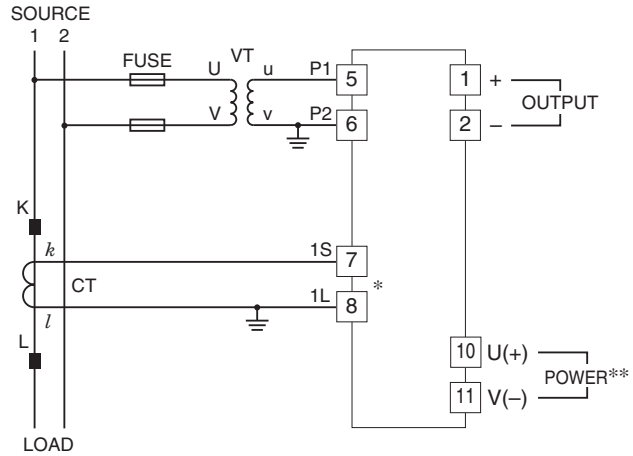 SOURCE
1 2
FUSE
U VT u P1 5
V v P2 6
1 +
2 –
OUTPUT
K
k 1S 7
CT
*
l 1L 8
L
10 U(+)
11 V(–)
POWER**
LOAD